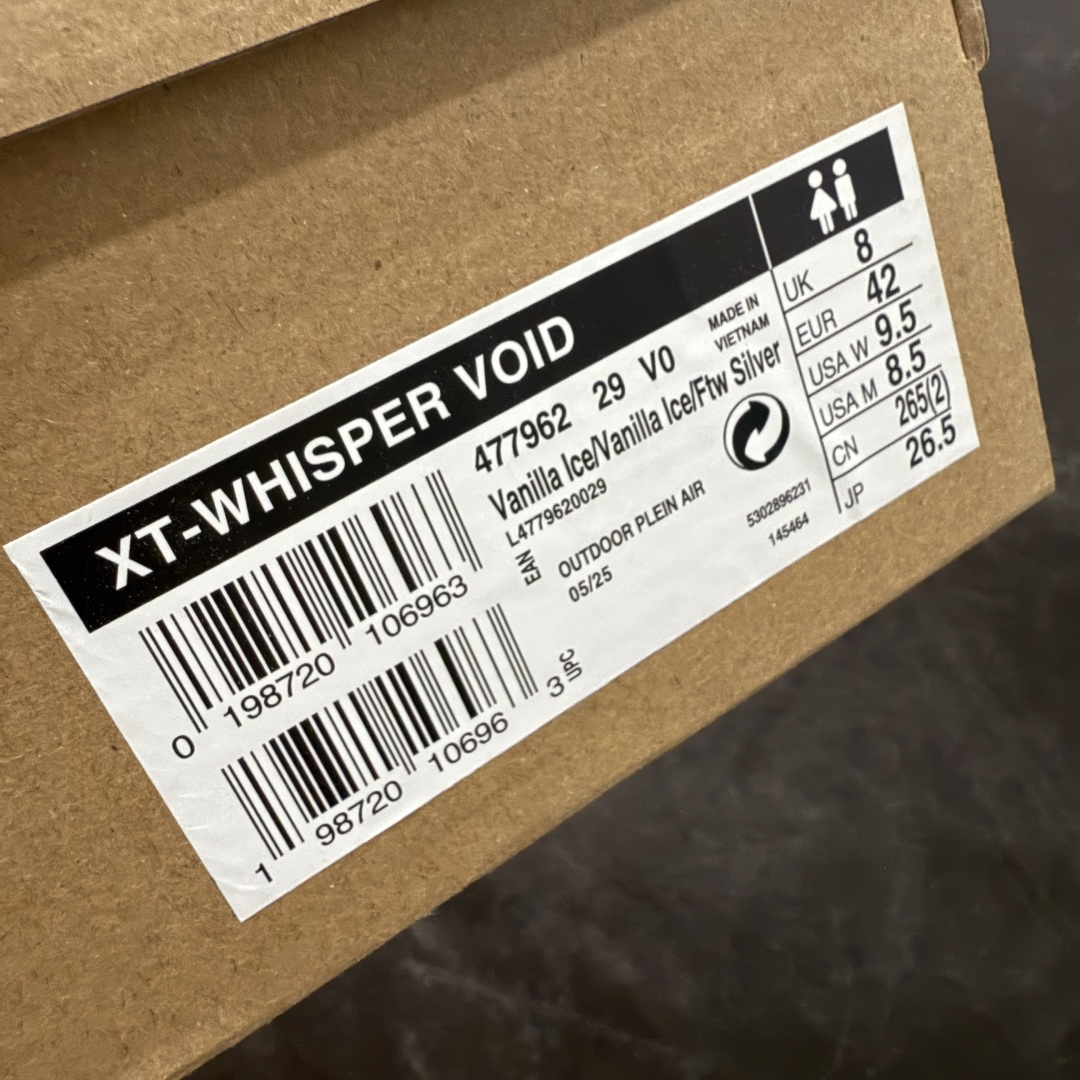 XT-WHISPER VOID
477962 29 V0
MADE IN
VIETNAM
Vanilla Ice/Vanilla Ice/Ftw Silver
L4779620029
EAN
OUTDOOR PLEIN AIR
05/25
5302896231
145464
0 198720 106963
1 98720 10696 3
UPC
UK 8
EUR 42
USA W 9.5
USA M 8.5
CN 265(2)
JP 26.5